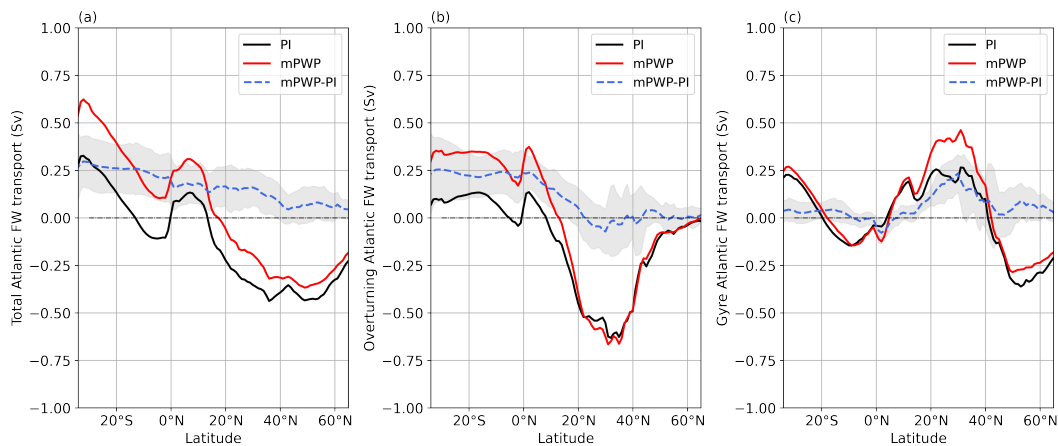 (a)
Total Atlantic FW transport (Sv)
1.00
0.75
0.50
0.25
0.00
−0.25
−0.50
−0.75
−1.00
PI
mPWP
mPWP-PI
20°S 0°N 20°N 40°N 60°N
Latitude
(b)
Overturning Atlantic FW transport (Sv)
1.00
0.75
0.50
0.25
0.00
−0.25
−0.50
−0.75
−1.00
PI
mPWP
mPWP-PI
20°S 0°N 20°N 40°N 60°N
Latitude
(c)
Gyre Atlantic FW transport (Sv)
1.00
0.75
0.50
0.25
0.00
−0.25
−0.50
−0.75
−1.00
PI
mPWP
mPWP-PI
20°S 0°N 20°N 40°N 60°N
Latitude